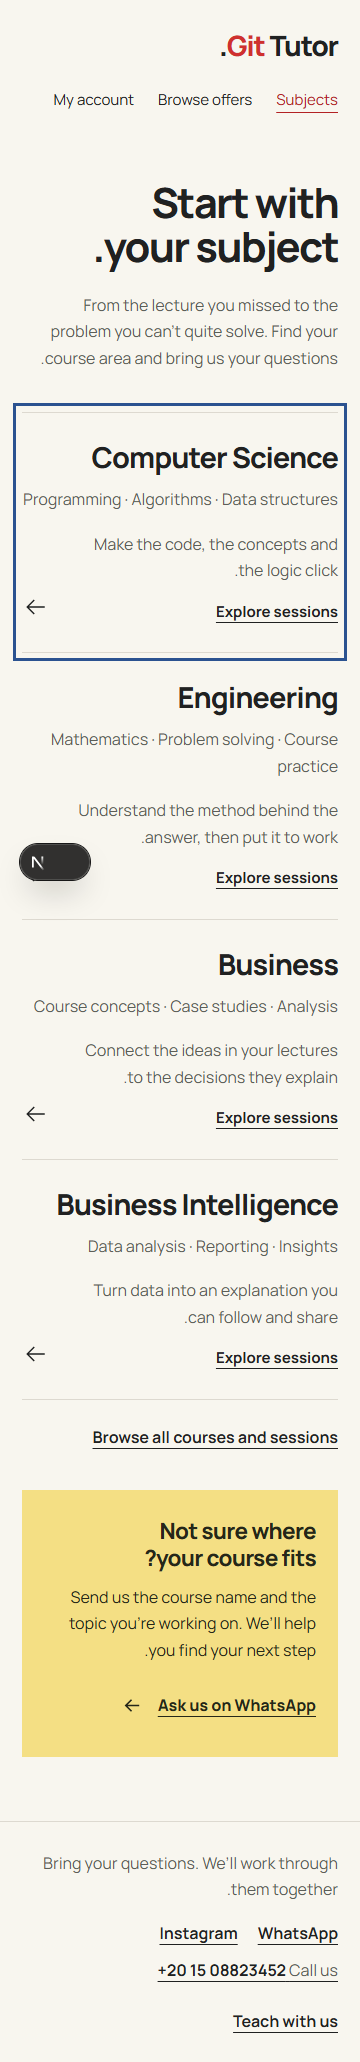 Git Tutor.
Subjects Browse offers My account
Start with
your subject.
From the lecture you missed to the
problem you can't quite solve. Find your
course area and bring us your questions.
Computer Science
Programming · Algorithms · Data structures
Make the code, the concepts and
the logic click.
Explore sessions
Engineering
Mathematics · Problem solving · Course
practice
Understand the method behind the
answer, then put it to work.
Explore sessions
N
Business
Course concepts · Case studies · Analysis
Connect the ideas in your lectures
to the decisions they explain.
Explore sessions
Business Intelligence
Data analysis · Reporting · Insights
Turn data into an explanation you
can follow and share.
Explore sessions
Browse all courses and sessions
Not sure where
your course fits?
Send us the course name and the
topic you're working on. We'll help
you find your next step.
Ask us on WhatsApp
Bring your questions. We'll work through
them together.
WhatsApp Instagram
Call us +20 15 08823452
Teach with us